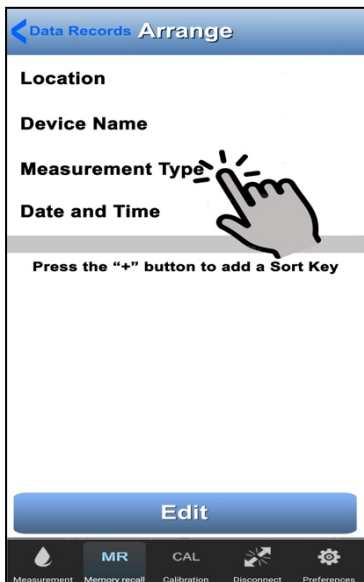 Data Records Arrange
Location
Device Name
Measurement Type
Date and Time
Press the “+” button to add a Sort Key
Edit
MR CAL
Measurement Memory recall Calibration Disconnect Preferences